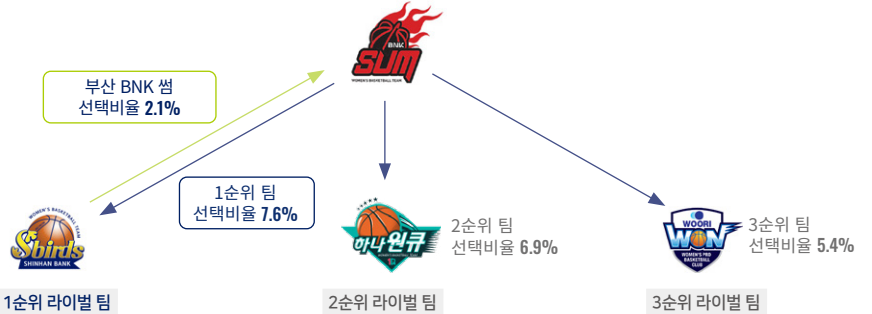 BNK
SUM
WOMEN'S BASKETBALL TEAM
부산 BNK 썸
선택비율 2.1%
1순위 팀
선택비율 7.6%
WOMEN'S BASKETBALL TEAM
Sbirds
SHINHAN BANK
하나원큐
2순위 팀
선택비율 6.9%
WOORI
WON
WOMEN'S PRO
BASKETBALL
CLUB
3순위 팀
선택비율 5.4%
1순위 라이벌 팀
2순위 라이벌 팀
3순위 라이벌 팀